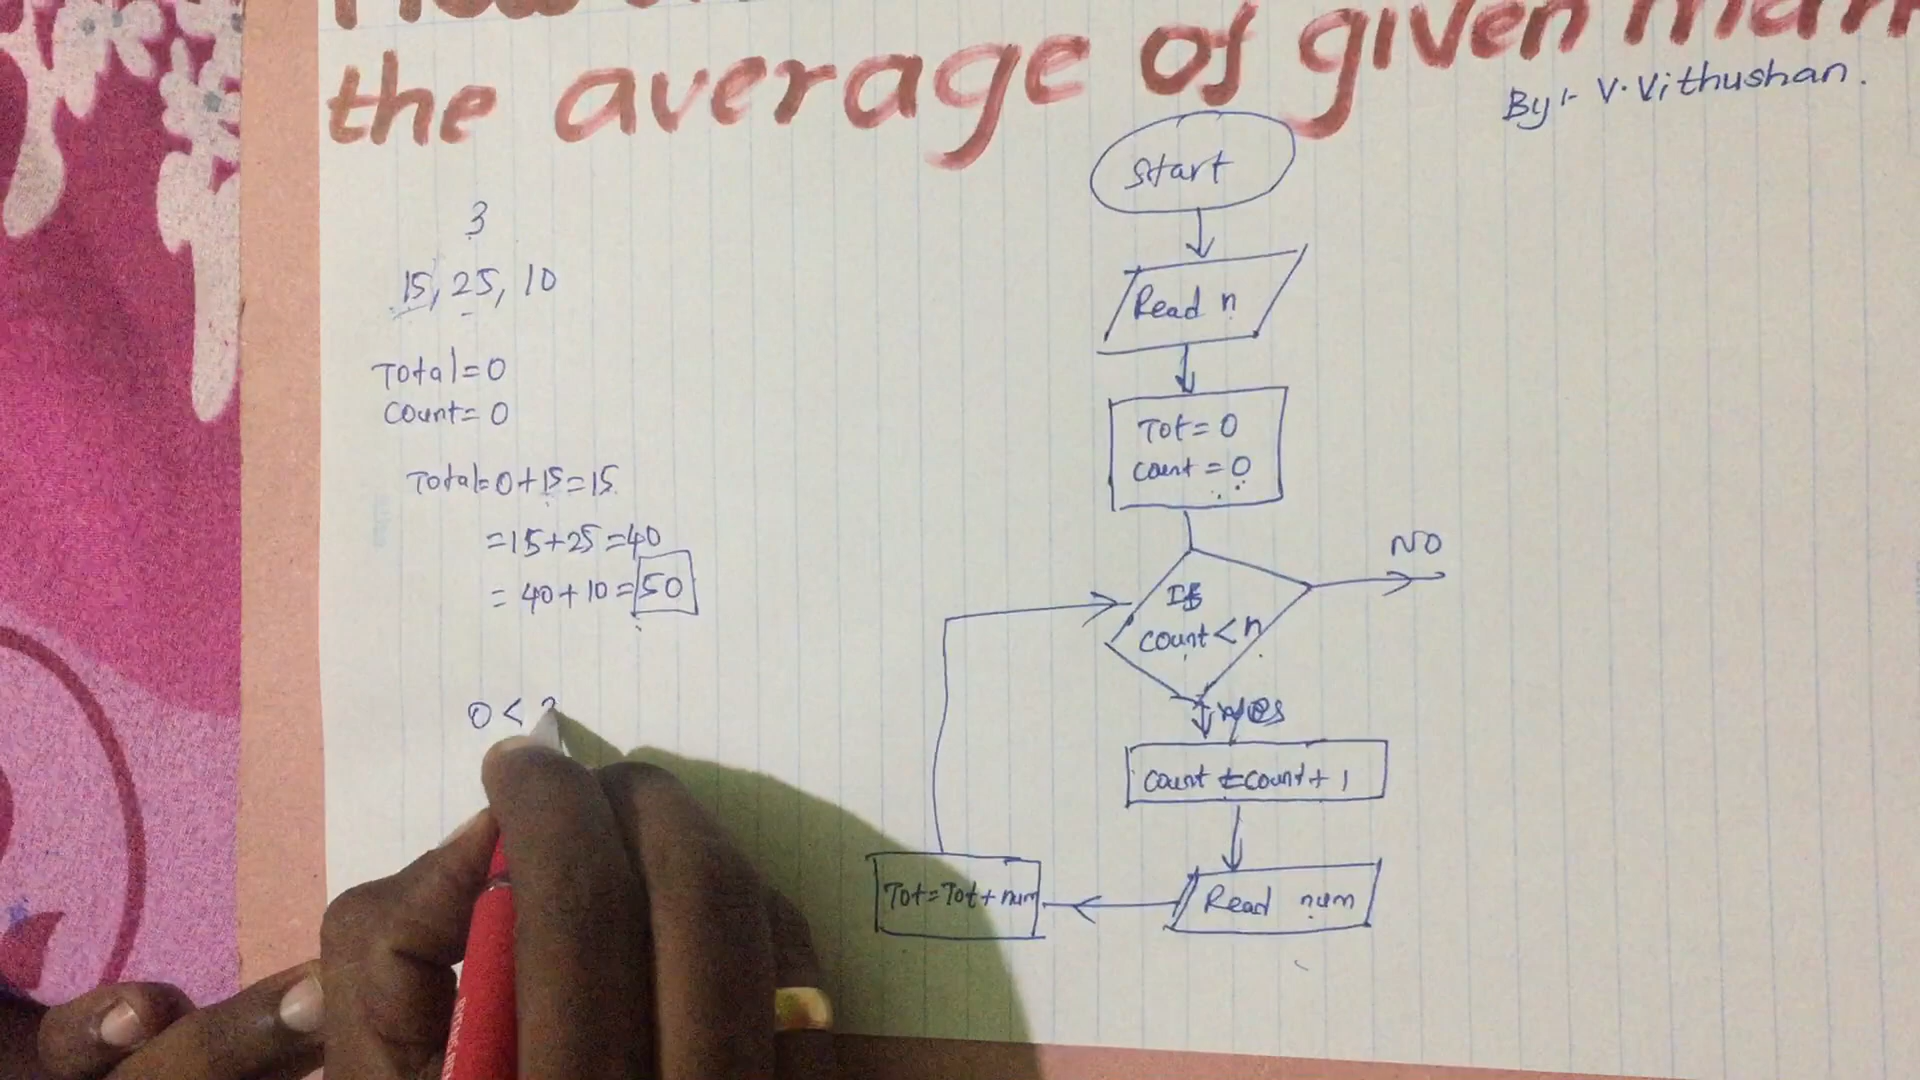 the average of given
By:- V. Vithushan.
3
15, 25, 10
Total=0
Count=0
Total=0+15=15
=15+25=40
=40+10=50
0<
Start
Read n
Tot=0
Count=0
If
Count<n
NO
yes
Count=Count+1
Read num
Tot=Tot+num